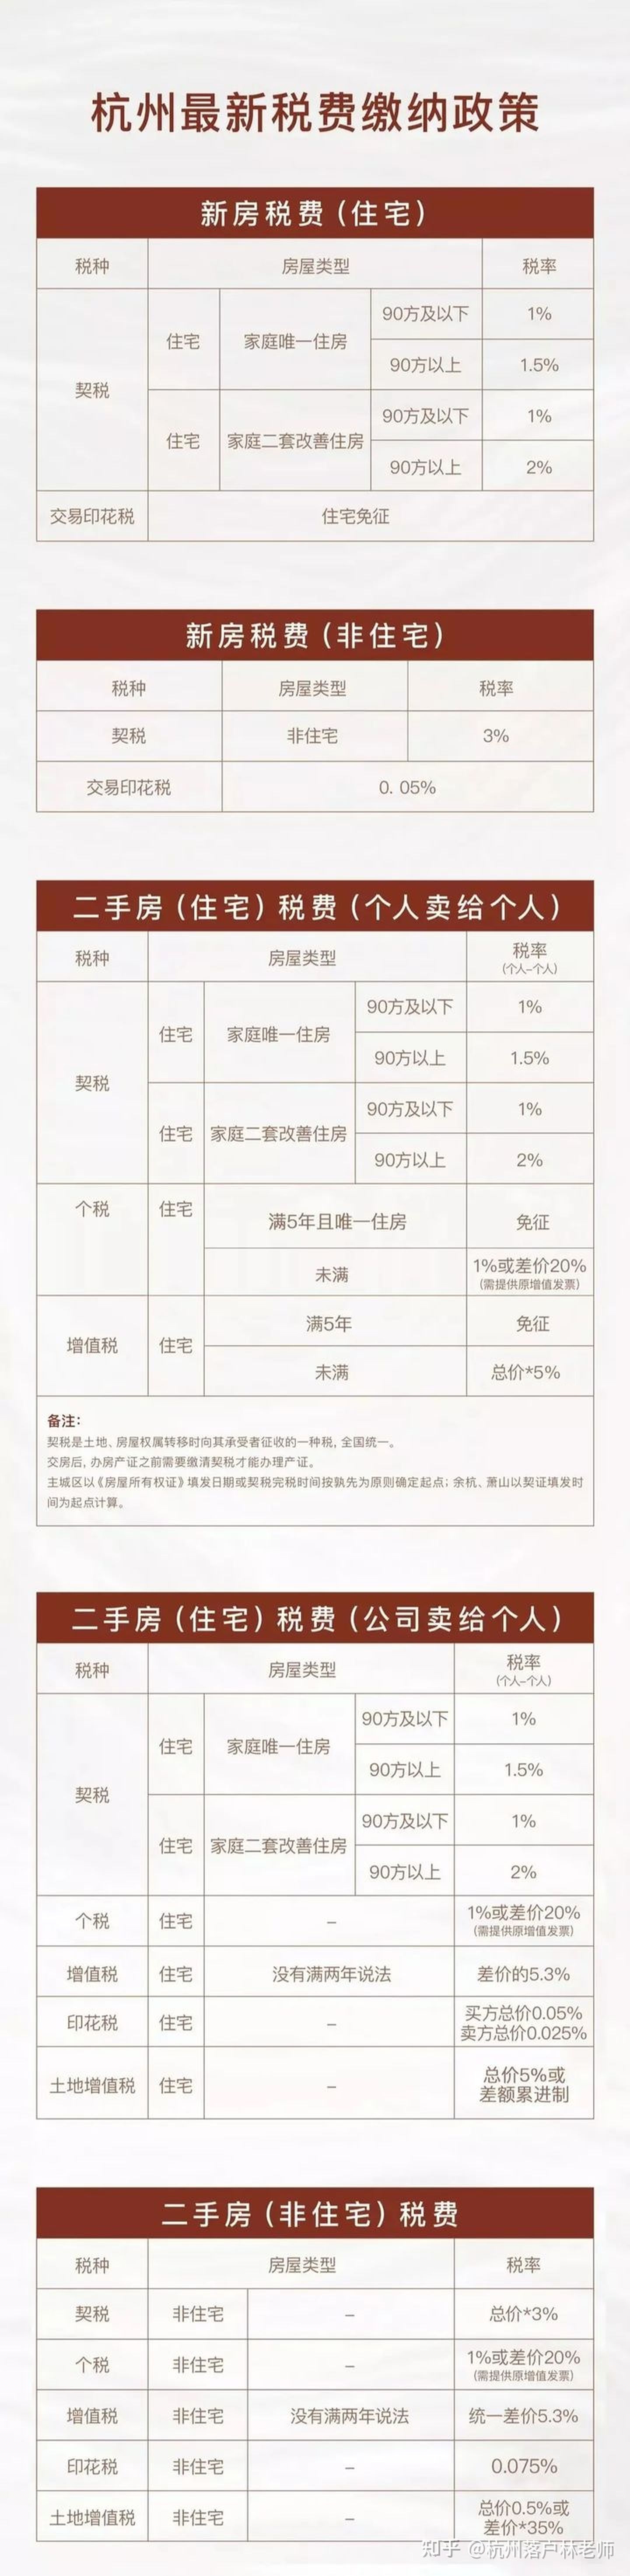 杭州最新税费缴纳政策
新房税费(住宅)
税种 房屋类型 税率
契税 住宅 家庭唯一住房 90方及以下 1%
90方以上 1.5%
住宅 家庭二套改善住房 90方及以下 1%
90方以上 2%
交易印花税 住宅免征
新房税费(非住宅)
税种 房屋类型 税率
契税 非住宅 3%
交易印花税 0. 05%
二手房(住宅)税费(个人卖给个人)
税种 房屋类型 税率
(个人-个人)
契税 住宅 家庭唯一住房 90方及以下 1%
90方以上 1.5%
住宅 家庭二套改善住房 90方及以下 1%
90方以上 2%
个税 住宅 满5年且唯一住房 免征
未满 1%或差价20%
(需提供原增值发票)
增值税 住宅 满5年 免征
未满 总价*5%
备注:
契税是土地、房屋权属转移时向其承受者征收的一种税, 全国统一。
交房后, 办房产证之前需要缴清契税才能办理产证。
主城区以《房屋所有权证》填发日期或契税完税时间按孰先为原则确定起点; 余杭、萧山以契证填发时
间为起点计算。
二手房(住宅)税费(公司卖给个人)
税种 房屋类型 税率
(个人-个人)
契税 住宅 家庭唯一住房 90方及以下 1%
90方以上 1.5%
住宅 家庭二套改善住房 90方及以下 1%
90方以上 2%
个税 住宅 – 1%或差价20%
(需提供原增值发票)
增值税 住宅 没有满两年说法 差价的5.3%
印花税 住宅 – 买方总价0.05%
卖方总价0.025%
土地增值税 住宅 – 总价5%或
差额累进制
二手房(非住宅)税费
税种 房屋类型 税率
契税 非住宅 – 总价*3%
个税 非住宅 – 1%或差价20%
(需提供原增值发票)
增值税 非住宅 没有满两年说法 统一差价5.3%
印花税 非住宅 – 0.075%
土地增值税 非住宅 – 总价0.5%或
差价*35%
知乎 @杭州落户林老师